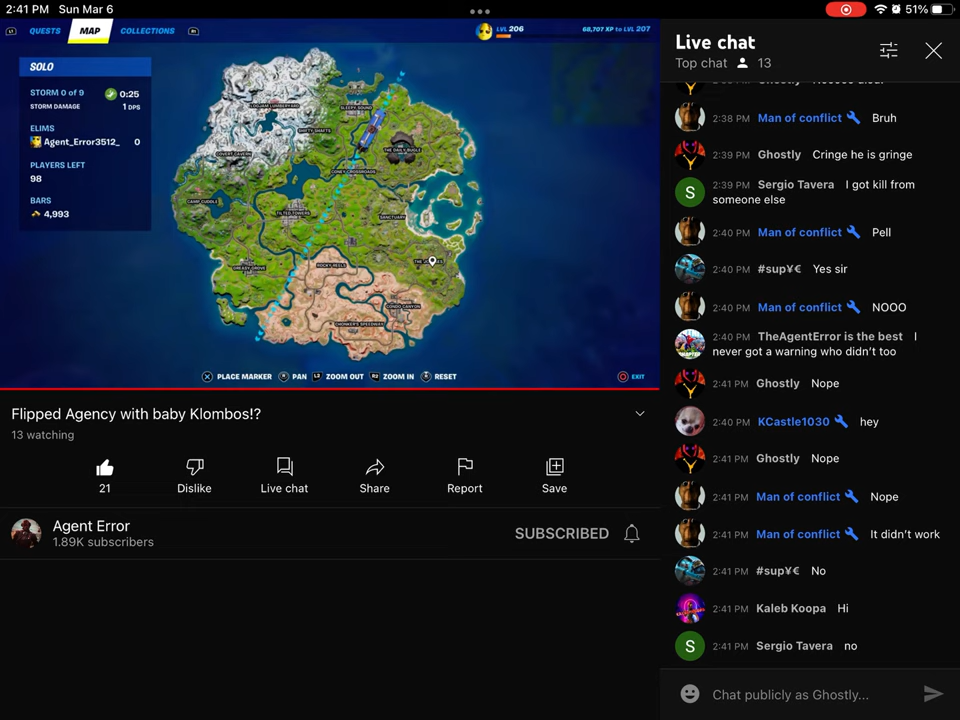 2:41 PM Sun Mar 6
51%
QUESTS
MAP
COLLECTIONS
LVL 206
68,707 XP to LVL 207
SOLO
STORM 0 of 9
0:25
STORM DAMAGE
1 DPS
ELIMS
Agent_Error3512_ 0
PLAYERS LEFT
98
BARS
4,993
LOGJAM LUMBERYARD
SLEEPY SOUND
SHIFTY SHAFTS
THE DAILY BUGLE
COVERT CAVERN
CONEY CROSSROADS
CAMP CUDDLE
TILTED TOWERS
SANCTUARY
GREASY GROVE
ROCKY REELS
CONDO CANYON
CHONKER'S SPEEDWAY
PLACE MARKER
PAN
L2 ZOOM OUT
R2 ZOOM IN
RESET
EXIT
Flipped Agency with baby Klombos!?
13 watching
21
Dislike
Live chat
Share
Report
Save
Agent Error
1.89K subscribers
SUBSCRIBED
Live chat
Top chat 13
2:38 PM Man of conflict Bruh
2:39 PM Ghostly Cringe he is gringe
2:39 PM Sergio Tavera I got kill from
someone else
2:40 PM Man of conflict Pell
2:40 PM #sup¥€ Yes sir
2:40 PM Man of conflict NOOO
2:40 PM TheAgentError is the best I
never got a warning who didn't too
2:41 PM Ghostly Nope
2:40 PM KCastle1030 hey
2:41 PM Ghostly Nope
2:41 PM Man of conflict Nope
2:41 PM Man of conflict It didn't work
2:41 PM #sup¥€ No
2:41 PM Kaleb Koopa Hi
S
2:41 PM Sergio Tavera no
Chat publicly as Ghostly...